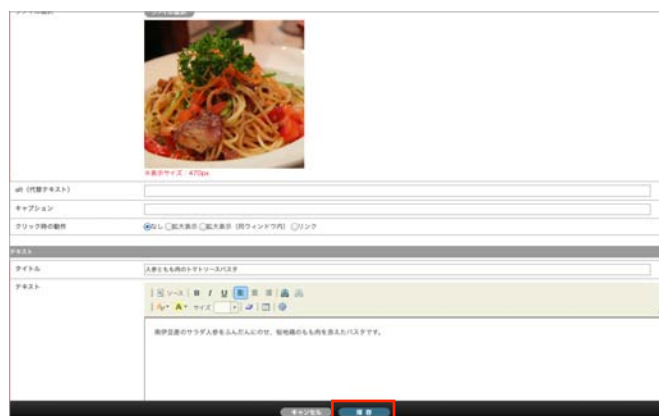 ※表示サイズ：470px
alt（代替テキスト）
キャプション
クリック時の動作
なし 拡大表示 拡大表示（同ウィンドウ内） リンク
テキスト
タイトル
人参ともも肉のトマトソースパスタ
テキスト
ソース B I U
サイズ
南伊豆産のサラダ人参をふんだんにのせ、桜地鶏のもも肉を添えたパスタです。
キャンセル 保存